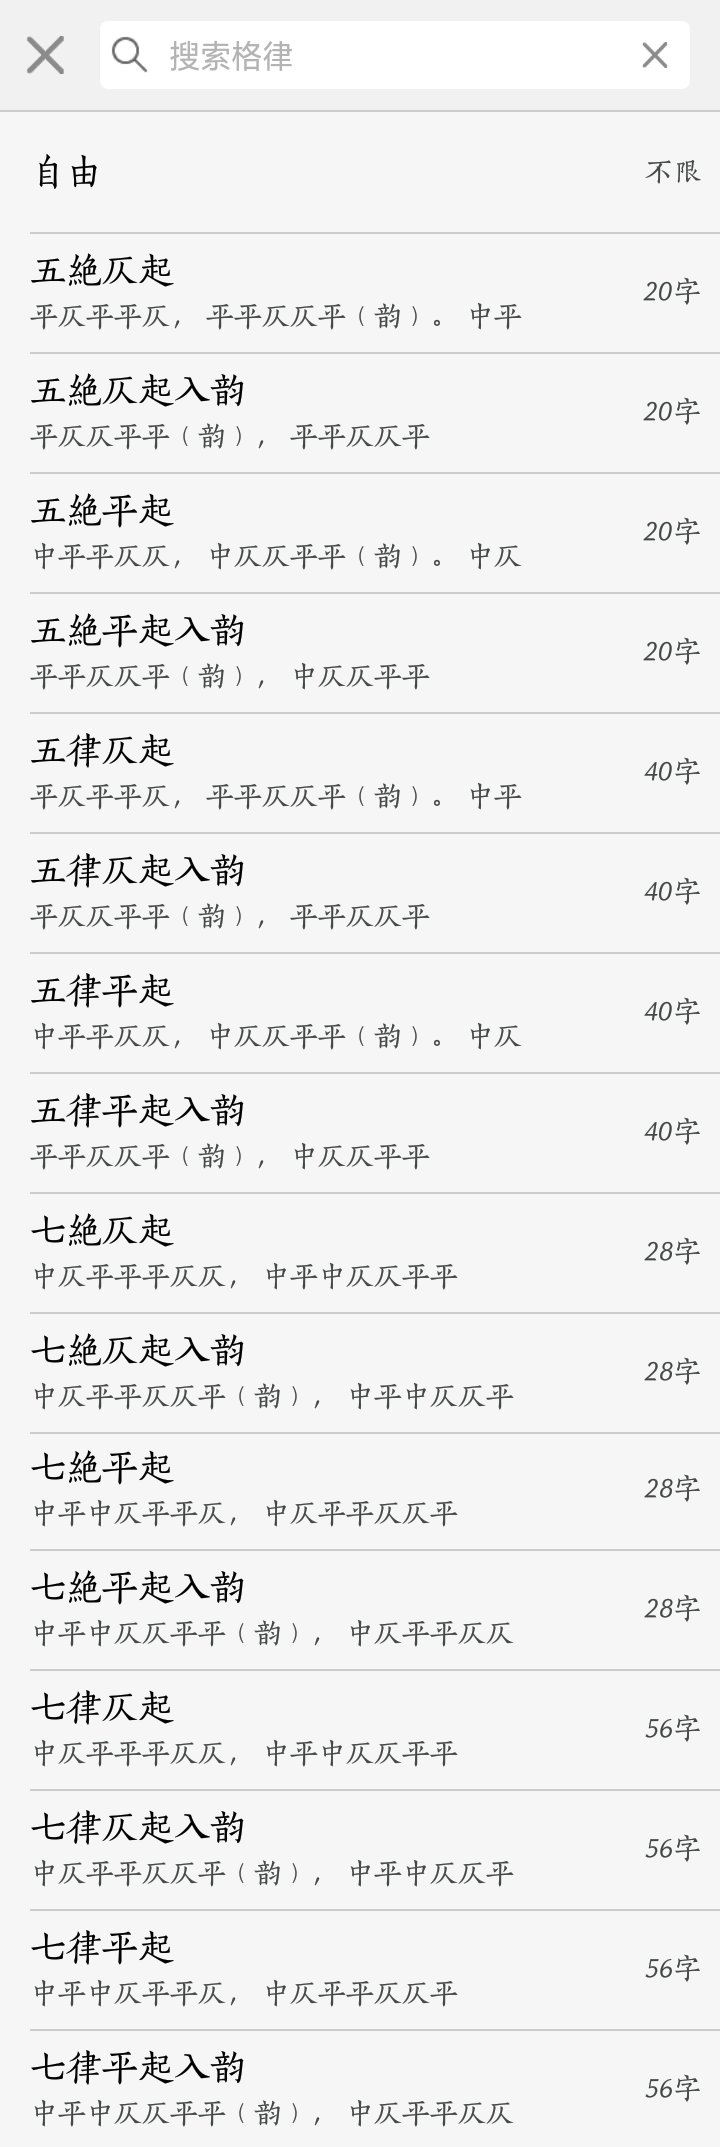 搜索格律
自由
不限
五絶仄起
平仄平平仄， 平平仄仄平（韵）。 中平
20字
五絶仄起入韵
平仄仄平平（韵）， 平平仄仄平
20字
五絶平起
中平平仄仄， 中仄仄平平（韵）。 中仄
20字
五絶平起入韵
平平仄仄平（韵）， 中仄仄平平
20字
五律仄起
平仄平平仄， 平平仄仄平（韵）。 中平
40字
五律仄起入韵
平仄仄平平（韵）， 平平仄仄平
40字
五律平起
中平平仄仄， 中仄仄平平（韵）。 中仄
40字
五律平起入韵
平平仄仄平（韵）， 中仄仄平平
40字
七絶仄起
中仄平平平仄仄， 中平中仄仄平平
28字
七絶仄起入韵
中仄平平仄仄平（韵）， 中平中仄仄平
28字
七絶平起
中平中仄平平仄， 中仄平平仄仄平
28字
七絶平起入韵
中平中仄仄平平（韵）， 中仄平平仄仄
28字
七律仄起
中仄平平平仄仄， 中平中仄仄平平
56字
七律仄起入韵
中仄平平仄仄平（韵）， 中平中仄仄平
56字
七律平起
中平中仄平平仄， 中仄平平仄仄平
56字
七律平起入韵
中平中仄仄平平（韵）， 中仄平平仄仄
56字